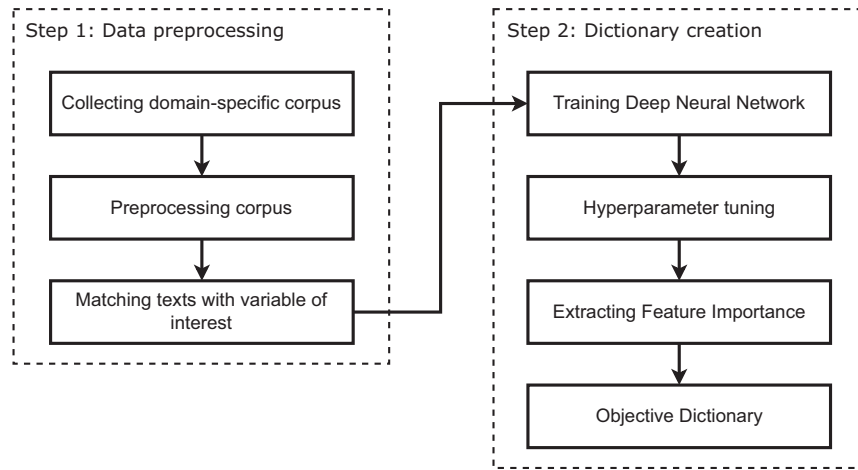 Step 1: Data preprocessing
Collecting domain-specific corpus
Preprocessing corpus
Matching texts with variable of
interest
Step 2: Dictionary creation
Training Deep Neural Network
Hyperparameter tuning
Extracting Feature Importance
Objective Dictionary